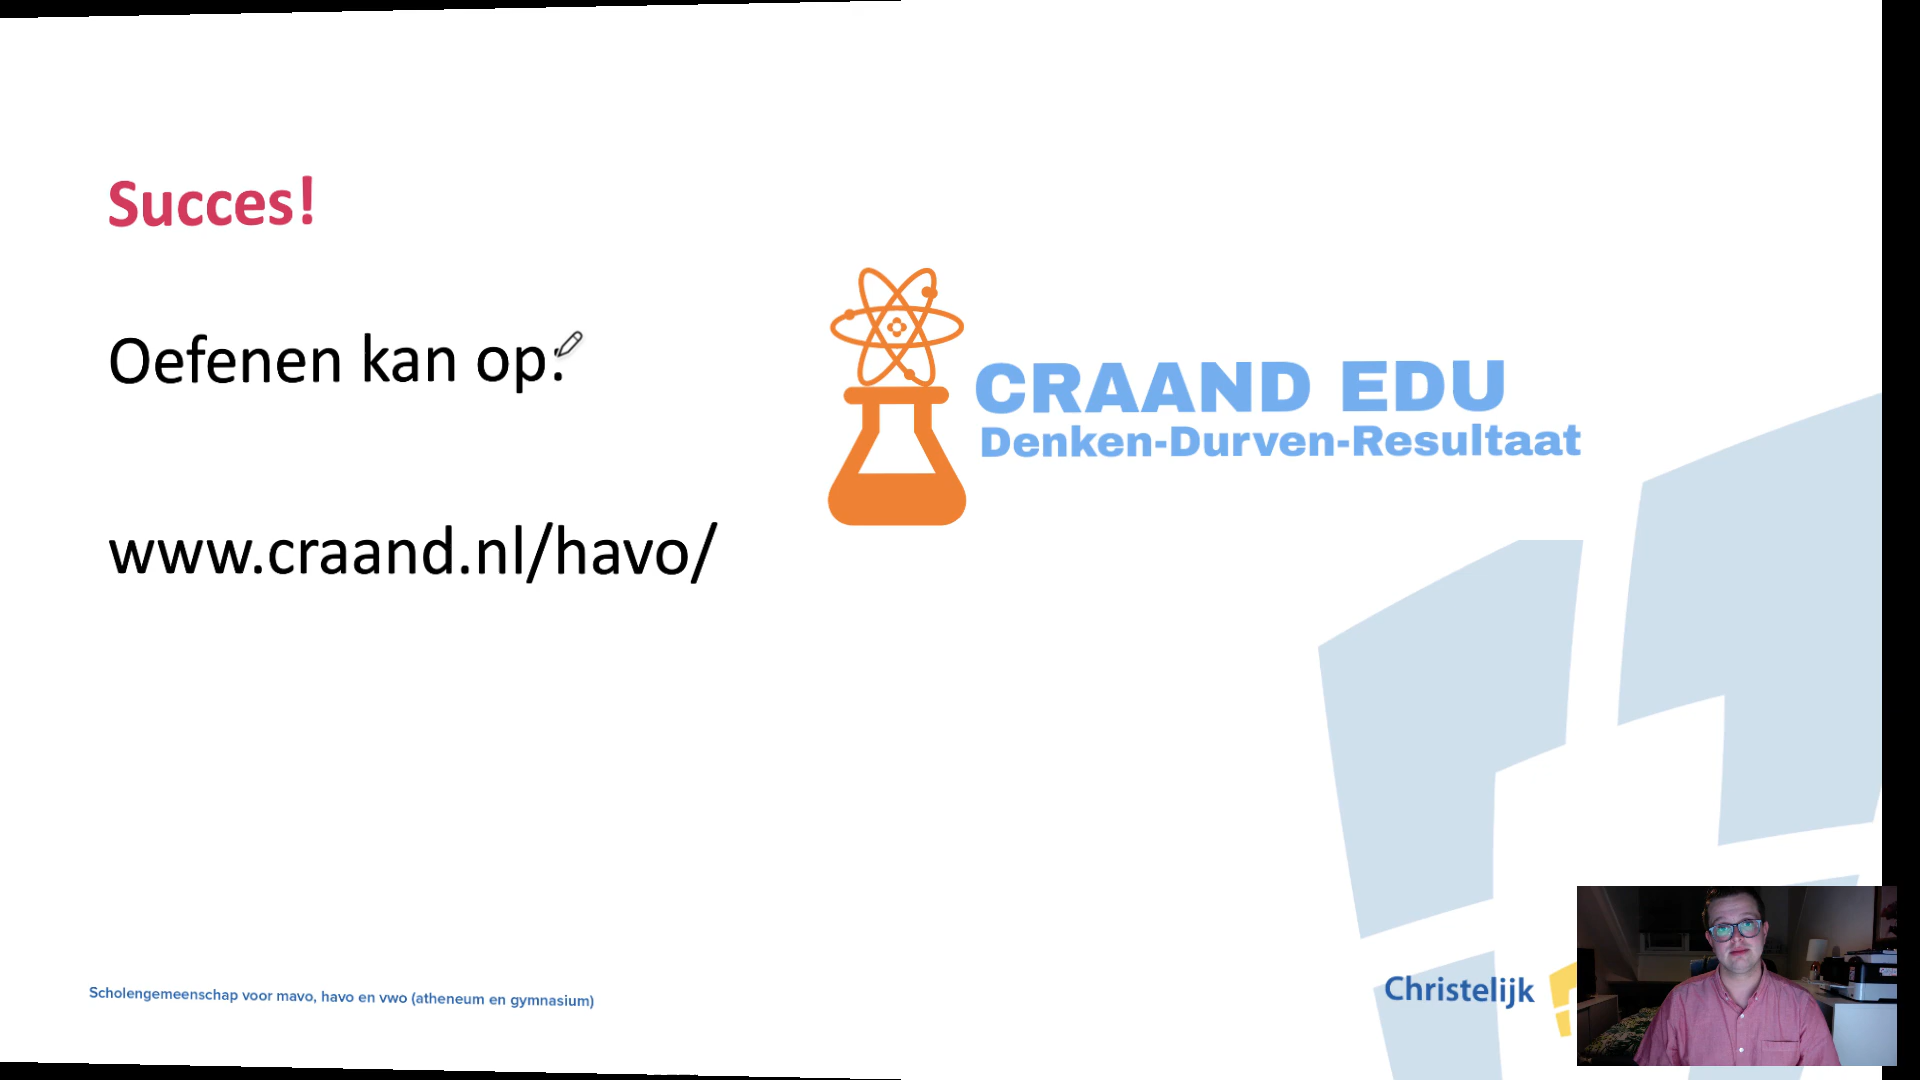 Succes!
Oefenen kan op:
www.craand.nl/havo/
CRAAND EDU
Denken-Durven-Resultaat
Scholengemeenschap voor mavo, havo en vwo (atheneum en gymnasium)
Christelijk